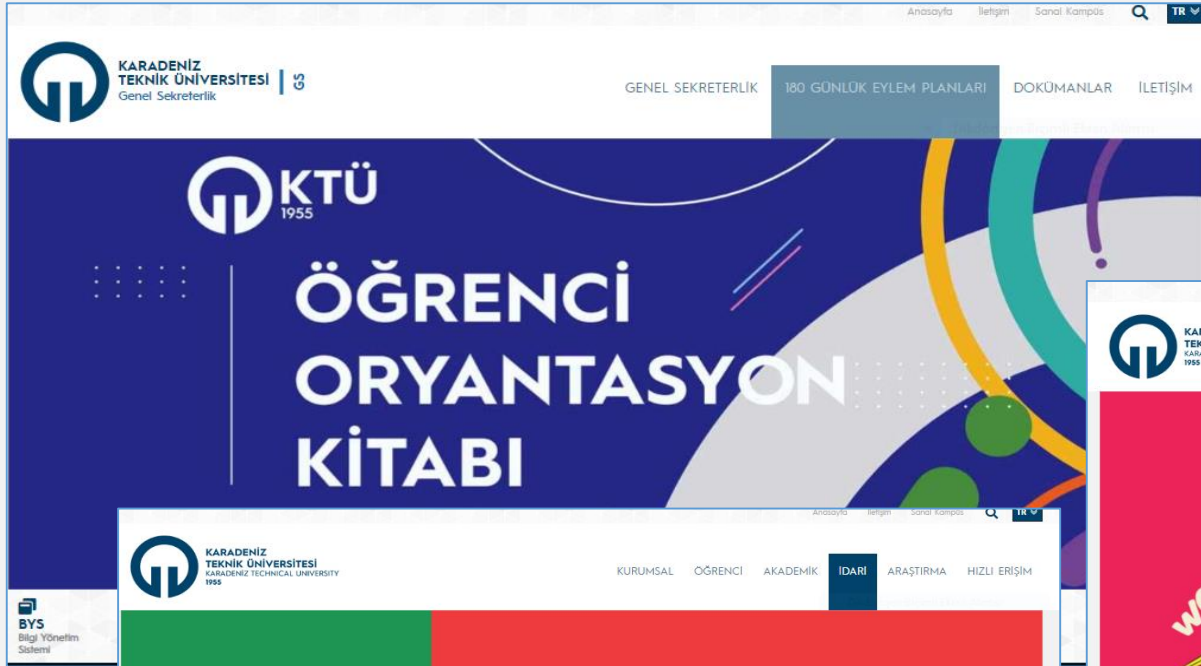 Anasayfa İletişim Sanal Kampüs TR
KARADENİZ
TEKNİK ÜNİVERSİTESİ
Genel Sekreterlik
GS
GENEL SEKRETERLİK 180 GÜNLÜK EYLEM PLANLARI DOKÜMANLAR İLETİŞİM
KTÜ
1955
ÖĞRENCİ
ORYANTASYON
KİTABI
BYS
Bilgi Yönetim
Sistemi
Anasayfa İletişim Sanal Kampüs TR
KARADENİZ
TEKNİK ÜNİVERSİTESİ
KARADENİZ TECHNICAL UNIVERSITY
1955
KURUMSAL ÖĞRENCİ AKADEMİK İDARİ ARAŞTIRMA HIZLI ERİŞİM
1955